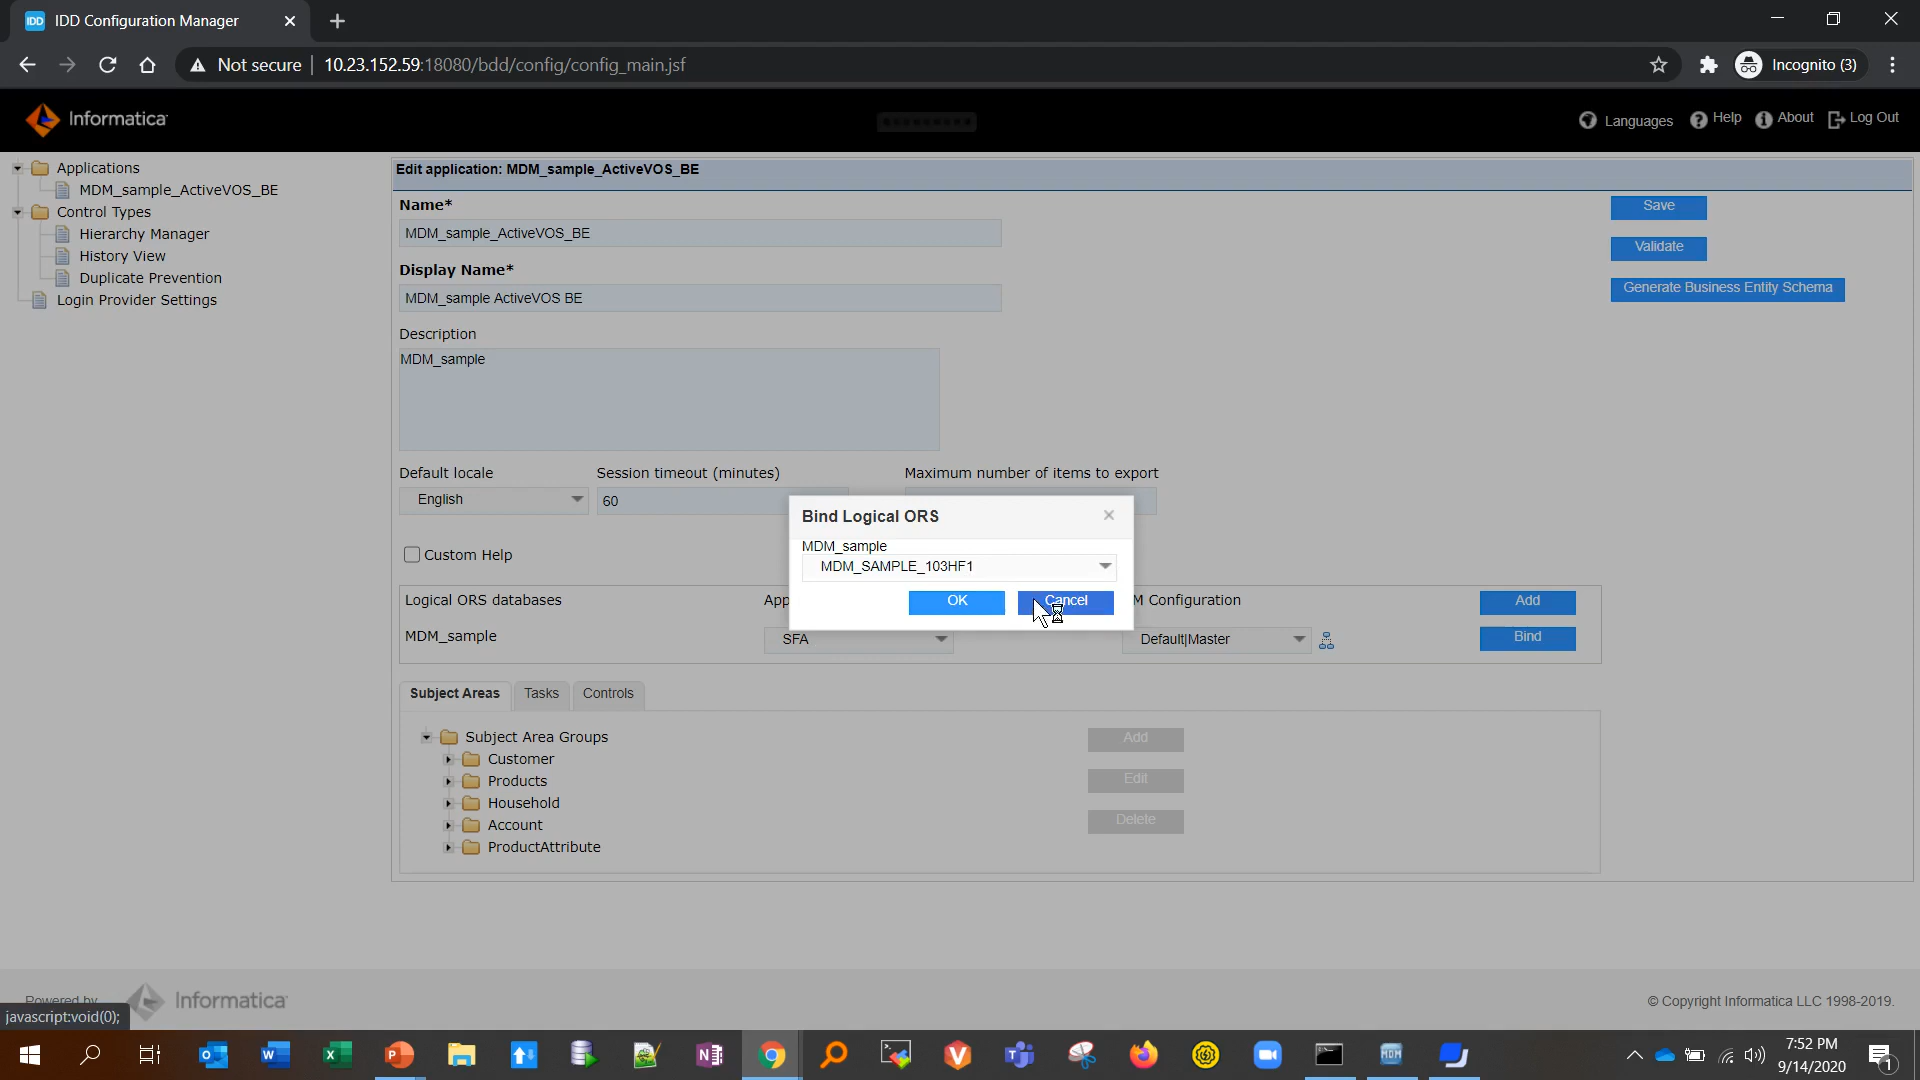 IDD Configuration Manager
Not secure 10.23.152.59:18080/bdd/config/config_main.jsf
Incognito (3)
Informatica
Languages Help About Log Out
Applications
MDM_sample_ActiveVOS_BE
Control Types
Hierarchy Manager
History View
Duplicate Prevention
Login Provider Settings
Edit application: MDM_sample_ActiveVOS_BE
Name*
MDM_sample_ActiveVOS_BE
Save
Validate
Generate Business Entity Schema
Display Name*
MDM_sample ActiveVOS BE
Description
MDM_sample
Default locale Session timeout (minutes) Maximum number of items to export
English 60
Bind Logical ORS
MDM_sample
MDM_SAMPLE_103HF1
OK Cancel
Custom Help
Logical ORS databases App M Configuration Add
MDM_sample SFA Default|Master Bind
Subject Areas Tasks Controls
Subject Area Groups
Customer
Products
Household
Account
ProductAttribute
Add
Edit
Delete
Powered by Informatica
© Copyright Informatica LLC 1998-2019.
javascript:void(0);
7:52 PM
9/14/2020
1